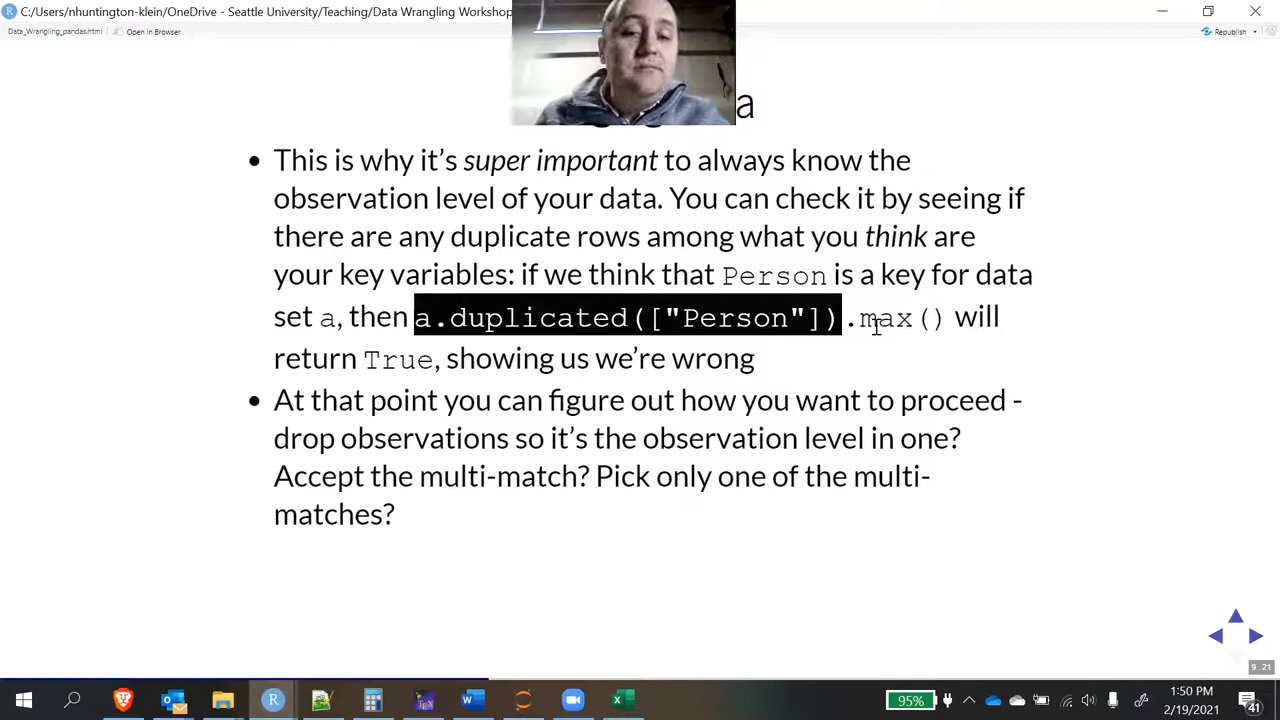 C:/Users/nhuntington-klein/OneDrive - Seattle University/Teaching/Data Wrangling Workshop
Data_Wrangling_pandas.html Open in Browser Republish
a
• This is why it's super important to always know the
observation level of your data. You can check it by seeing if
there are any duplicate rows among what you think are
your key variables: if we think that Person is a key for data
set a, then a.duplicated(["Person"]).max() will
return True, showing us we're wrong
• At that point you can figure out how you want to proceed -
drop observations so it's the observation level in one?
Accept the multi-match? Pick only one of the multi-
matches?
9.21
95%
1:50 PM
2/19/2021
41